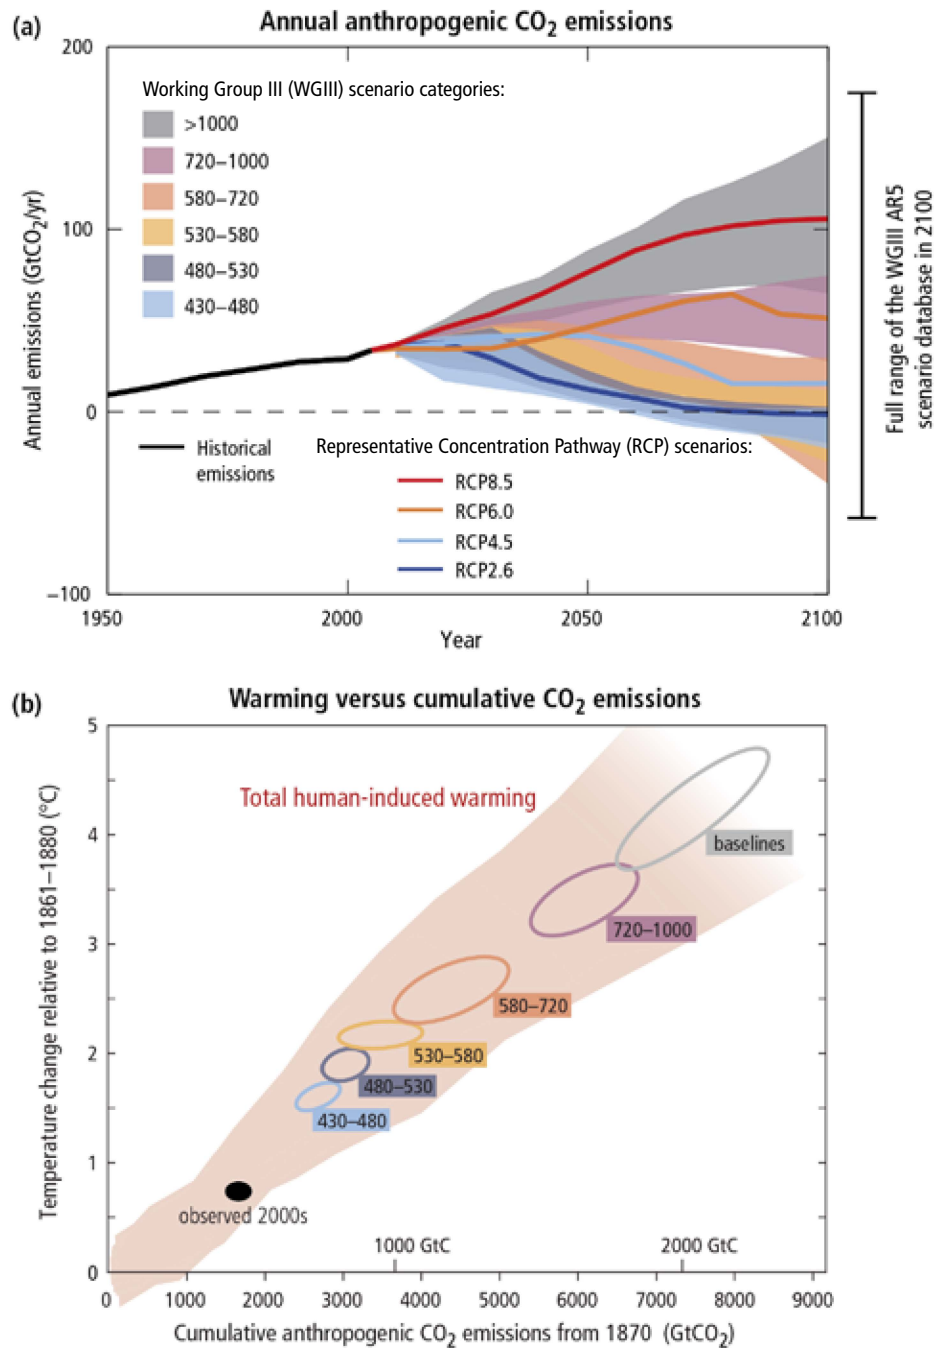 (a)
Annual anthropogenic CO₂ emissions
200
100
0
−100
Annual emissions (GtCO₂/yr)
Working Group III (WGIII) scenario categories:
>1000
720–1000
580–720
530–580
480–530
430–480
Full range of the WGIII AR5
scenario database in 2100
Historical
emissions
Representative Concentration Pathway (RCP) scenarios:
RCP8.5
RCP6.0
RCP4.5
RCP2.6
1950
2000
2050
2100
Year
(b)
Warming versus cumulative CO₂ emissions
5
4
3
2
1
0
Temperature change relative to 1861–1880 (°C)
Total human-induced warming
baselines
720–1000
580–720
530–580
480–530
430–480
observed 2000s
1000 GtC
2000 GtC
0
1000
2000
3000
4000
5000
6000
7000
8000
9000
Cumulative anthropogenic CO₂ emissions from 1870 (GtCO₂)